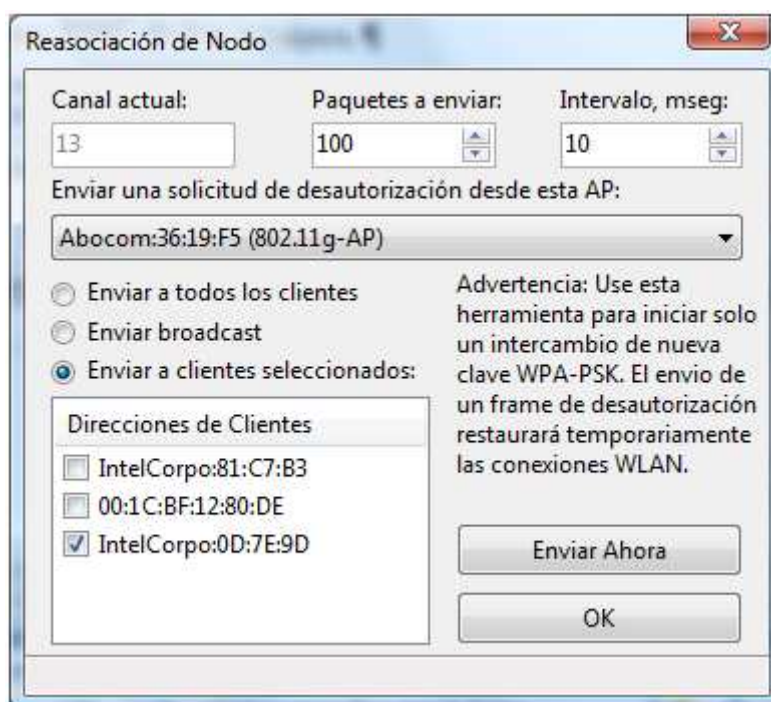 Reasociación de Nodo
Canal actual:
Paquetes a enviar:
Intervalo, mseg:
13
100
10
Enviar una solicitud de desautorización desde esta AP:
Abocom:36:19:F5 (802.11g-AP)
Enviar a todos los clientes
Enviar broadcast
Enviar a clientes seleccionados:
Direcciones de Clientes
IntelCorpo:81:C7:B3
00:1C:BF:12:80:DE
IntelCorpo:0D:7E:9D
Advertencia: Use esta
herramienta para iniciar solo
un intercambio de nueva
clave WPA-PSK. El envio de
un frame de desautorización
restaurará temporariamente
las conexiones WLAN.
Enviar Ahora
OK